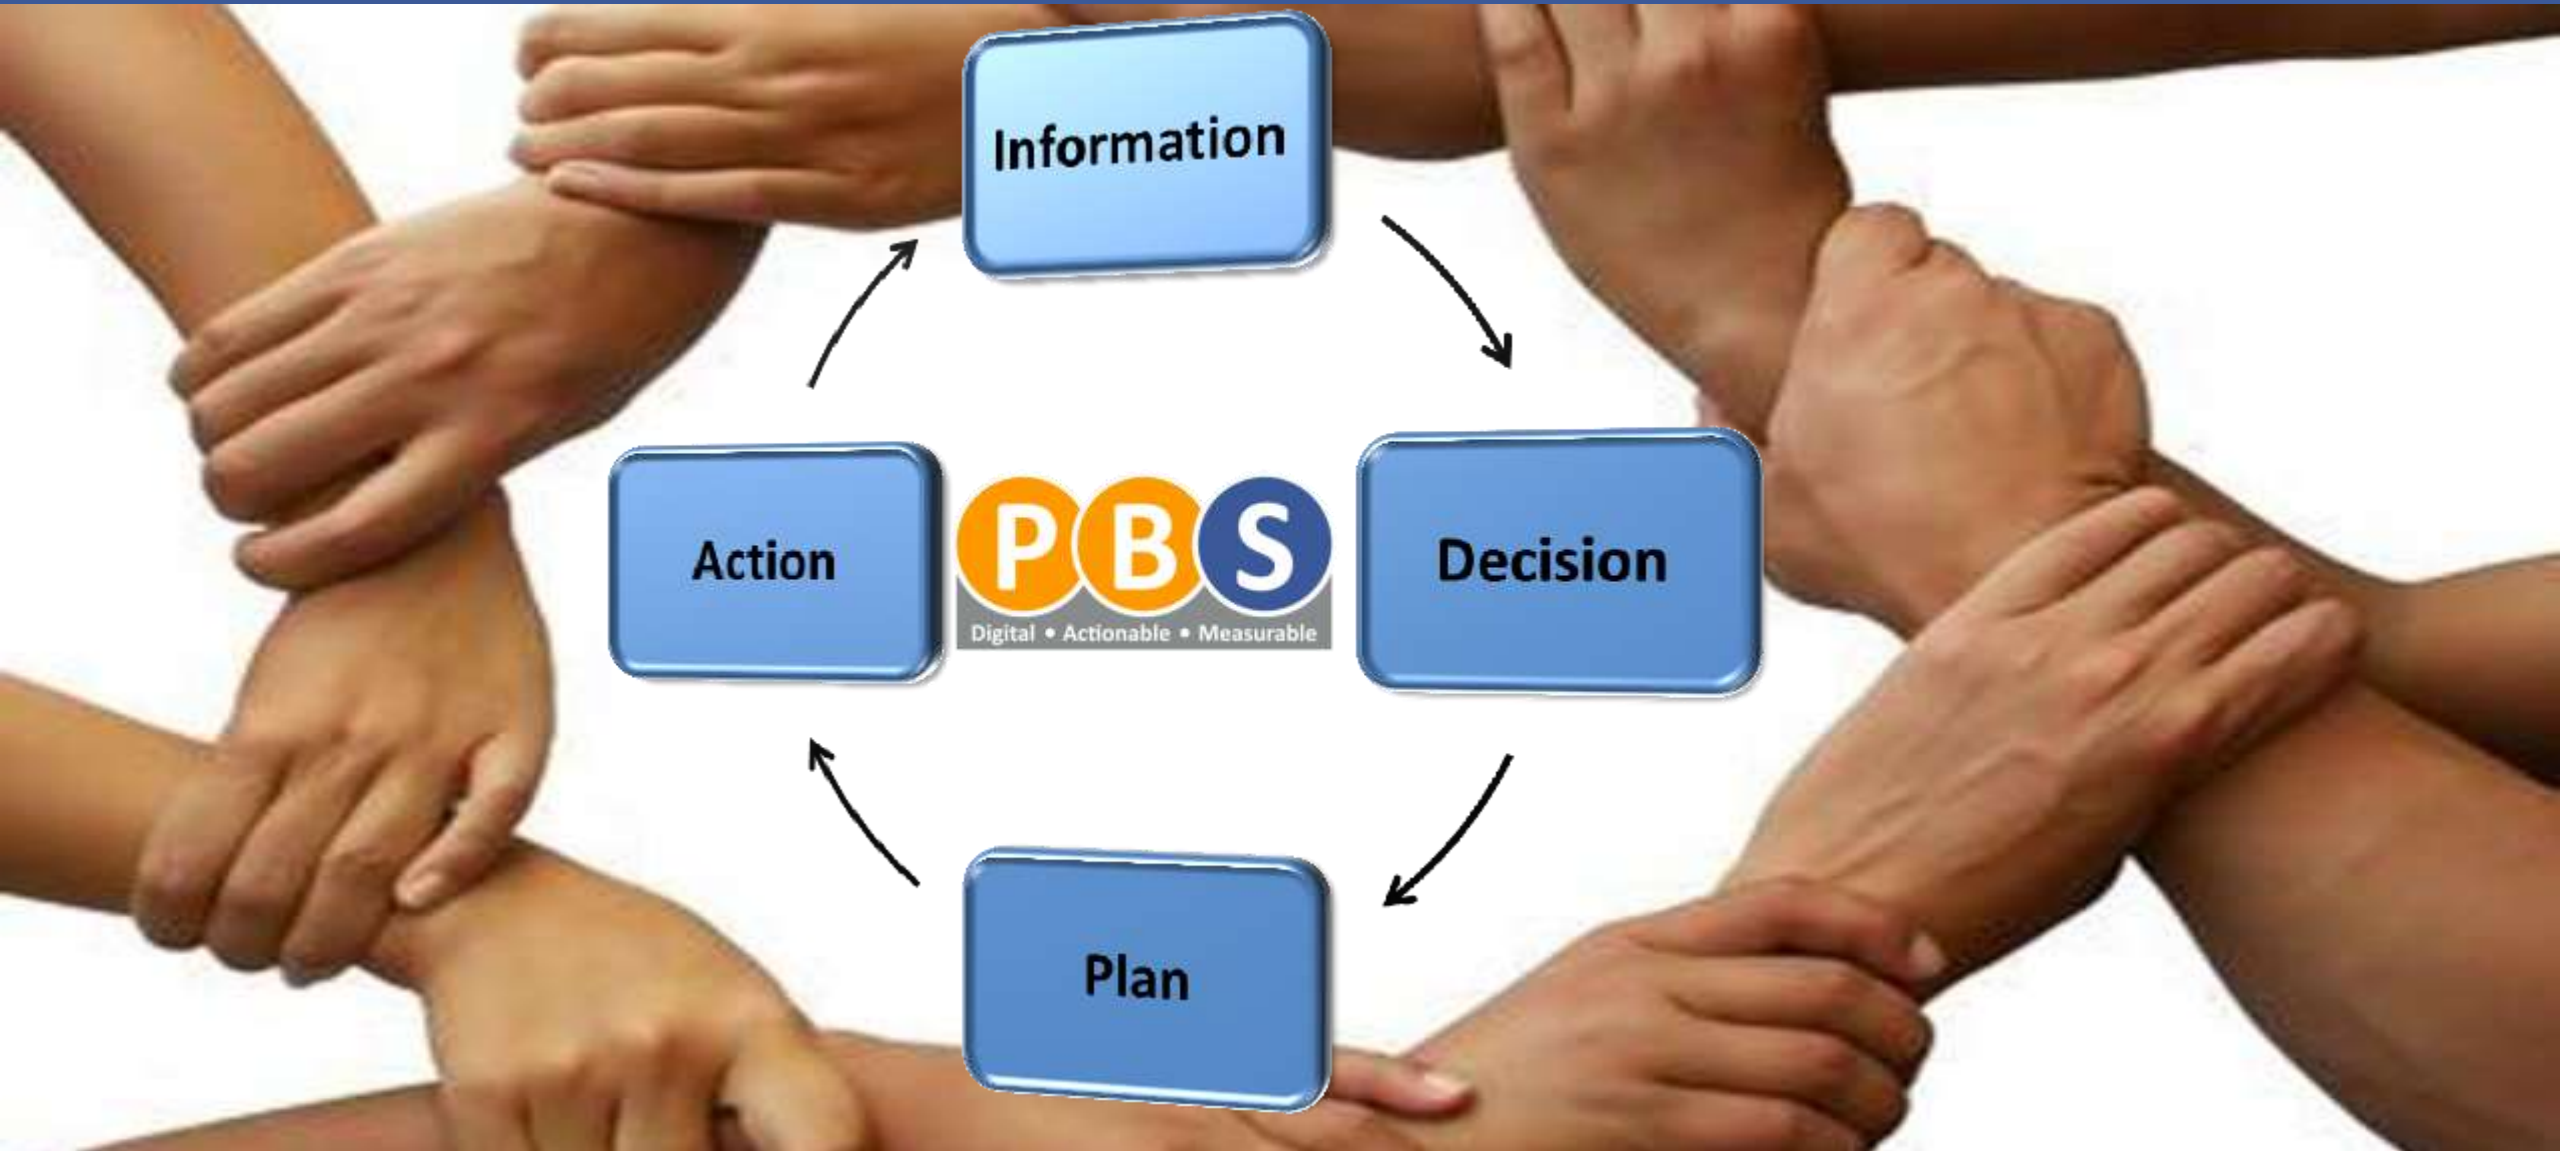 Information
Action
PBS
Digital • Actionable • Measurable
Decision
Plan